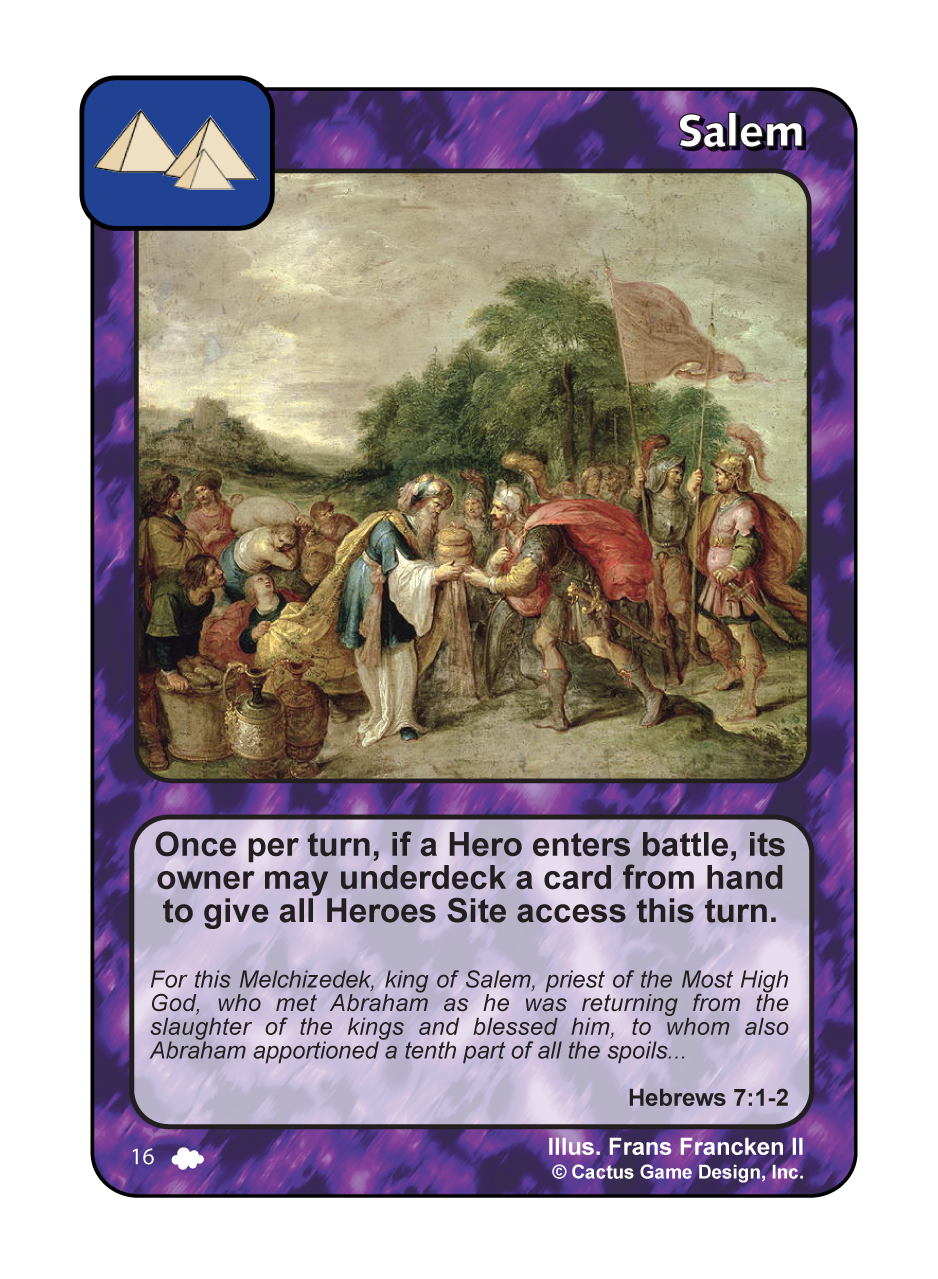 Salem
Once per turn, if a Hero enters battle, its
owner may underdeck a card from hand
to give all Heroes Site access this turn.
For this Melchizedek, king of Salem, priest of the Most High
God, who met Abraham as he was returning from the
slaughter of the kings and blessed him, to whom also
Abraham apportioned a tenth part of all the spoils...
Hebrews 7:1-2
16
Illus. Frans Francken II
© Cactus Game Design, Inc.